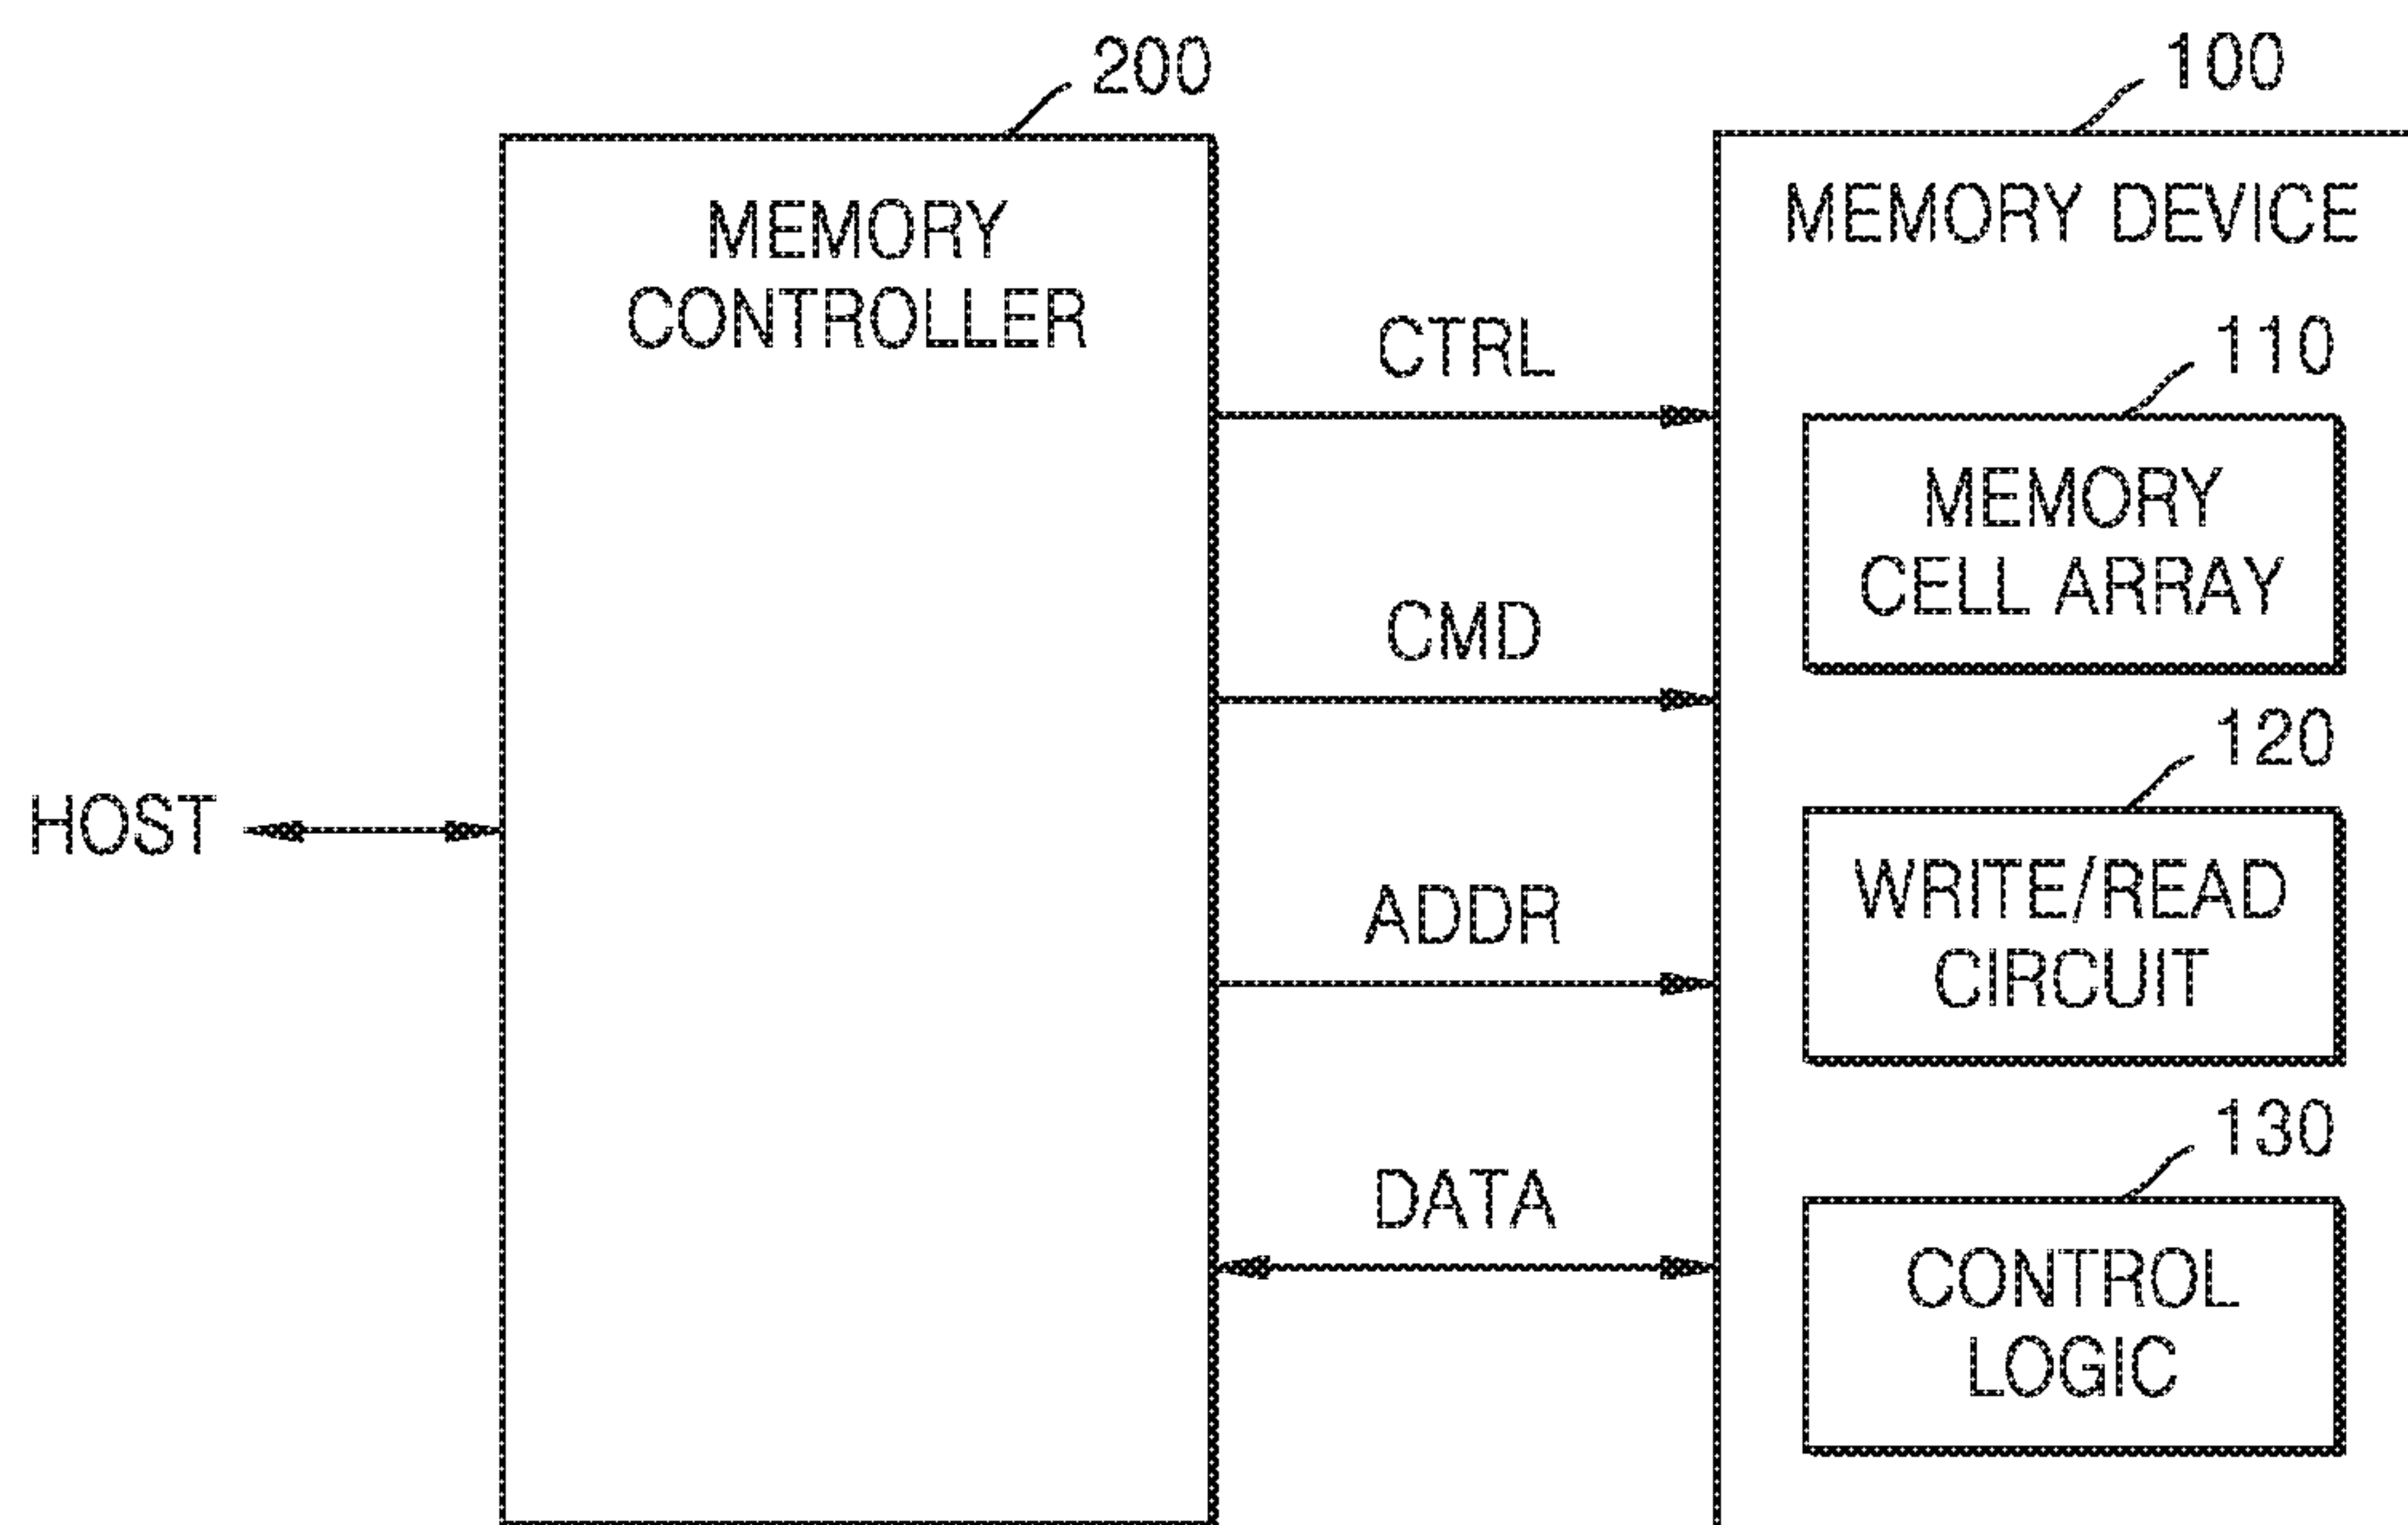 200
100
MEMORY
CONTROLLER
MEMORY DEVICE
CTRL
110
MEMORY
CELL ARRAY
CMD
120
HOST
WRITE/READ
CIRCUIT
ADDR
130
DATA
CONTROL
LOGIC